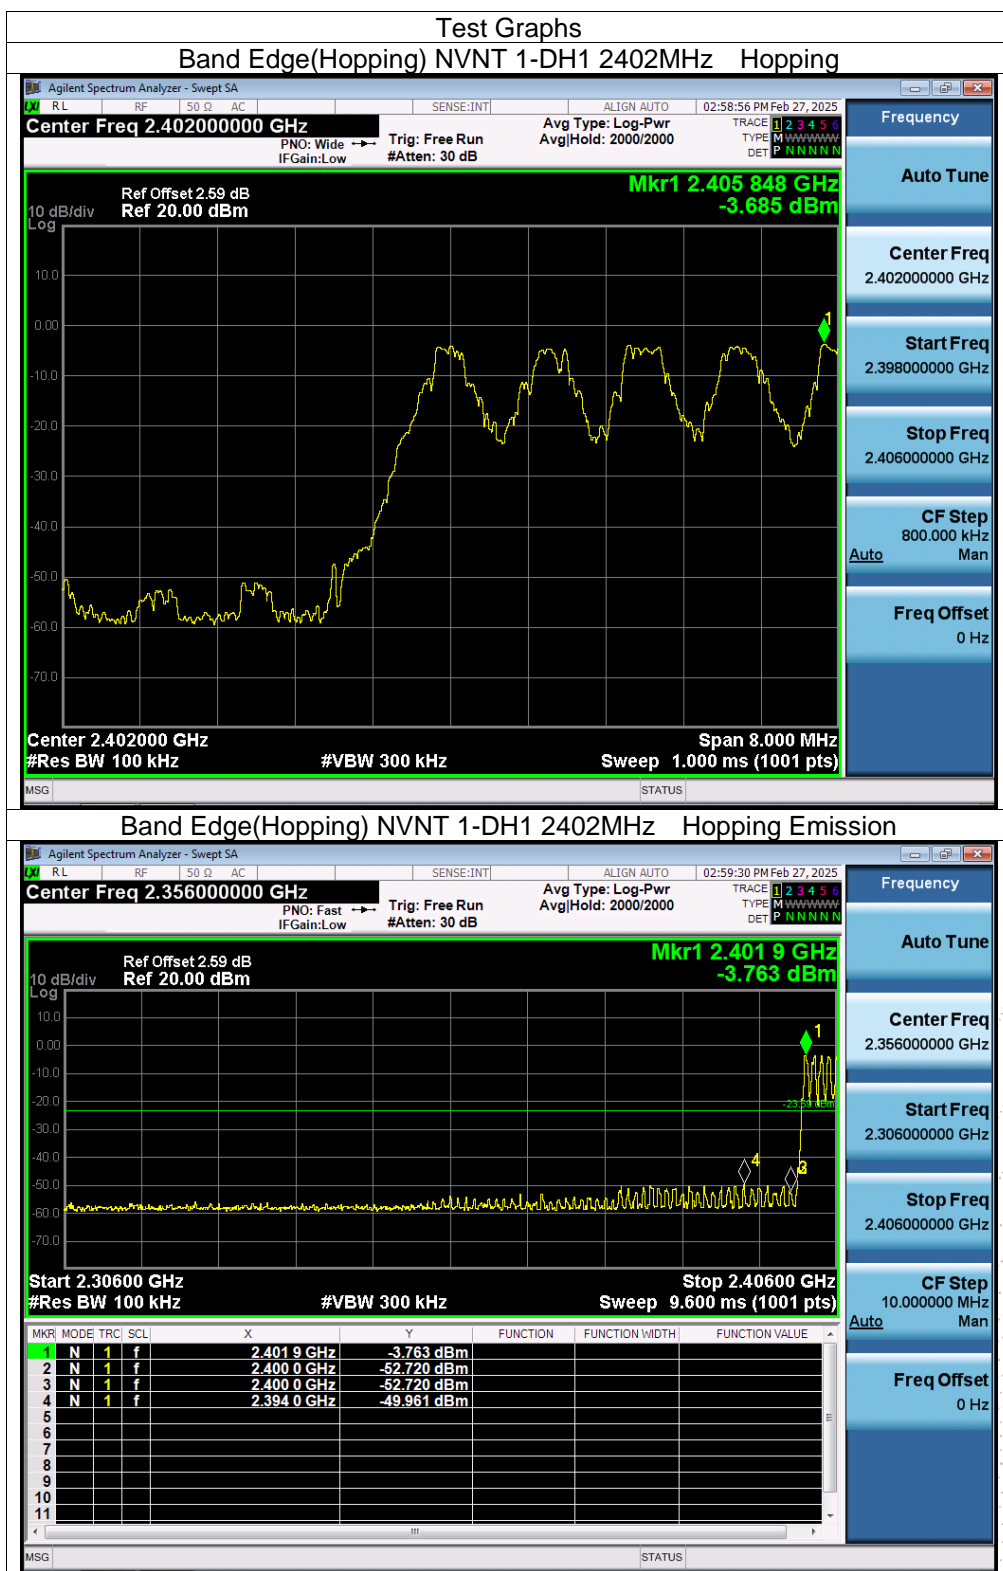 Test Graphs
Band Edge(Hopping) NVNT 1-DH1 2402MHz    Hopping
Agilent Spectrum Analyzer - Swept SA
LXI RL RF 50 Ω AC SENSE:INT ALIGN AUTO 02:58:56 PM Feb 27, 2025
Center Freq 2.402000000 GHz
PNO: Wide
IFGain:Low
Trig: Free Run
#Atten: 30 dB
Avg Type: Log-Pwr
Avg|Hold: 2000/2000
TRACE 1 2 3 4 5 6
TYPE M WWWWW
DET P N N N N N
Ref Offset 2.59 dB
10 dB/div Ref 20.00 dBm
Log
Mkr1 2.405 848 GHz
-3.685 dBm
10.0
0.00
-10.0
-20.0
-30.0
-40.0
-50.0
-60.0
-70.0
1
Center 2.402000 GHz Span 8.000 MHz
#Res BW 100 kHz #VBW 300 kHz Sweep 1.000 ms (1001 pts)
MSG STATUS
Frequency
Auto Tune
Center Freq
2.402000000 GHz
Start Freq
2.398000000 GHz
Stop Freq
2.406000000 GHz
CF Step
800.000 kHz
Auto Man
Freq Offset
0 Hz
Band Edge(Hopping) NVNT 1-DH1 2402MHz    Hopping Emission
Agilent Spectrum Analyzer - Swept SA
LXI RL RF 50 Ω AC SENSE:INT ALIGN AUTO 02:59:30 PM Feb 27, 2025
Center Freq 2.356000000 GHz
PNO: Fast
IFGain:Low
Trig: Free Run
#Atten: 30 dB
Avg Type: Log-Pwr
Avg|Hold: 2000/2000
TRACE 1 2 3 4 5 6
TYPE M WWWWW
DET P N N N N N
Ref Offset 2.59 dB
10 dB/div Ref 20.00 dBm
Log
Mkr1 2.401 9 GHz
-3.763 dBm
10.0
0.00
-10.0
-20.0
-30.0
-40.0
-50.0
-60.0
-70.0
1
4
Start 2.30600 GHz Stop 2.40600 GHz
#Res BW 100 kHz #VBW 300 kHz Sweep 9.600 ms (1001 pts)
MKR MODE TRC SCL X Y FUNCTION FUNCTION WIDTH FUNCTION VALUE
1 N 1 f 2.401 9 GHz -3.763 dBm
2 N 1 f 2.400 0 GHz -52.720 dBm
3 N 1 f 2.400 0 GHz -52.720 dBm
4 N 1 f 2.394 0 GHz -49.961 dBm
5
6
7
8
9
10
11
MSG STATUS
Frequency
Auto Tune
Center Freq
2.356000000 GHz
Start Freq
2.306000000 GHz
Stop Freq
2.406000000 GHz
CF Step
10.000000 MHz
Auto Man
Freq Offset
0 Hz